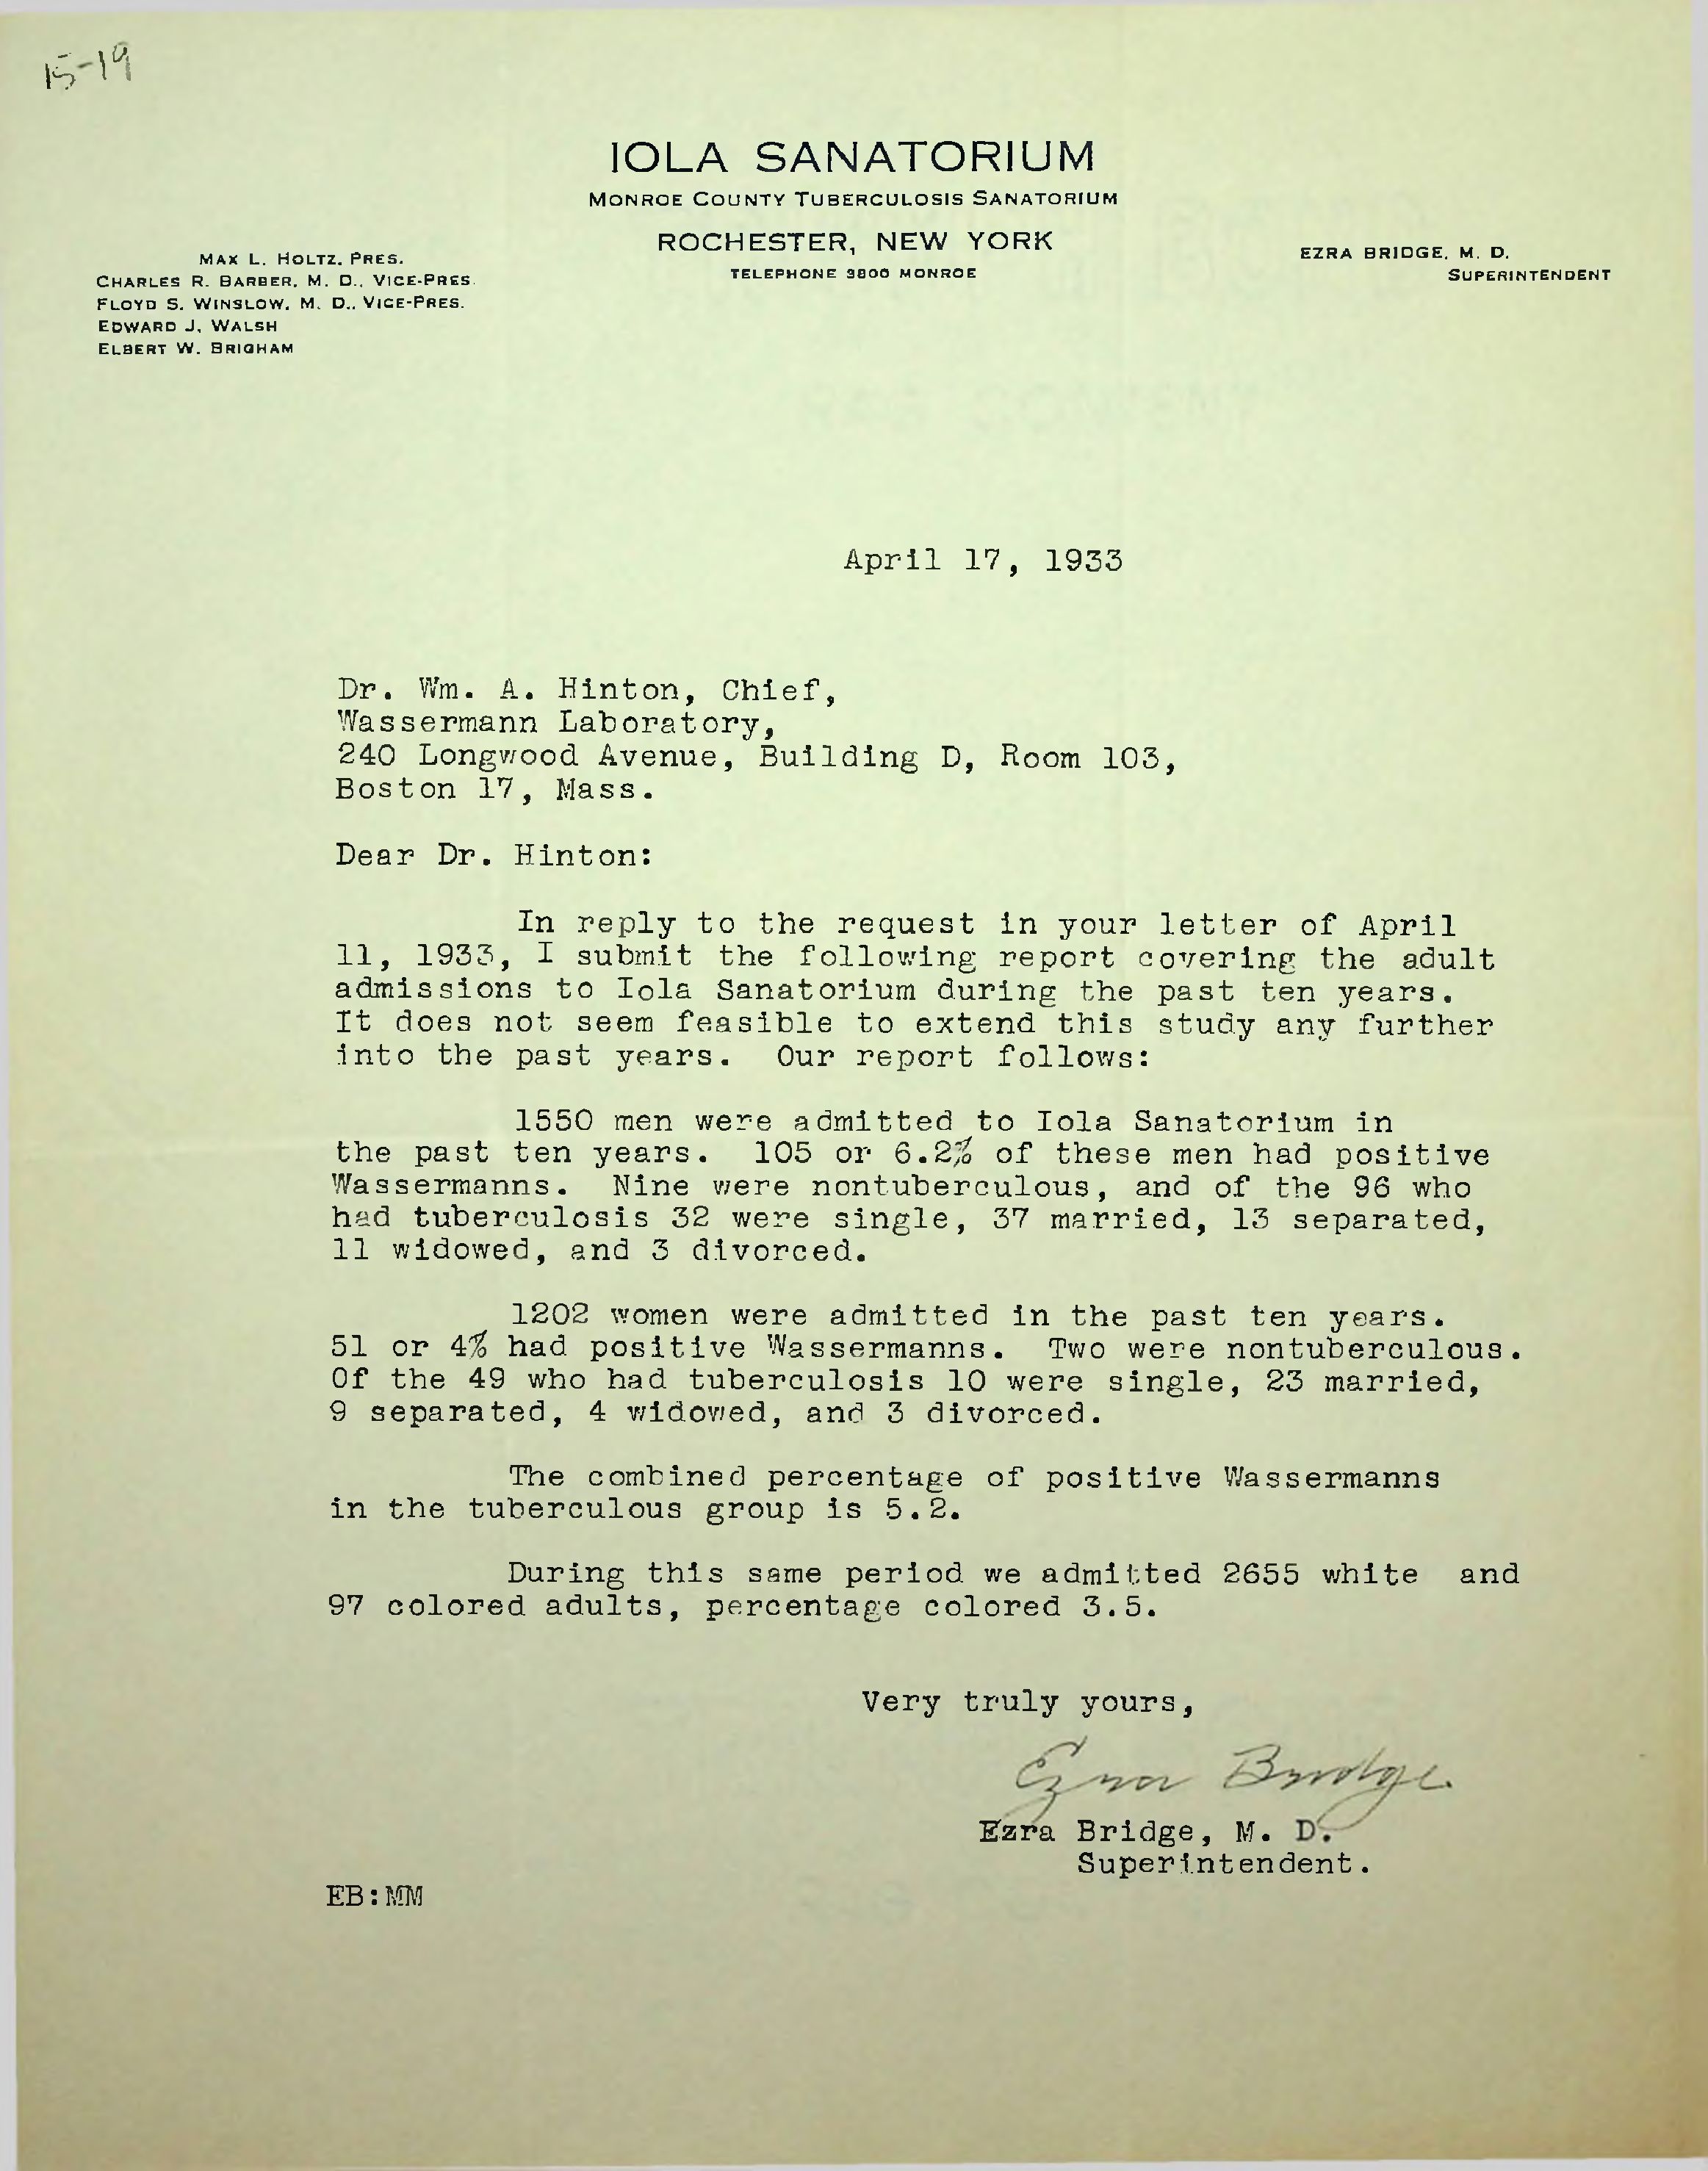 15-19
IOLA SANATORIUM
MONROE COUNTY TUBERCULOSIS SANATORIUM
ROCHESTER, NEW YORK
TELEPHONE 3800 MONROE
MAX L. HOLTZ, PRES.
CHARLES R. BARBER, M. D., VICE-PRES.
FLOYD S. WINSLOW, M. D., VICE-PRES.
EDWARD J. WALSH
ELBERT W. BRIGHAM
EZRA BRIDGE, M. D.
SUPERINTENDENT
April 17, 1933
Dr. Wm. A. Hinton, Chief,
Wassermann Laboratory,
240 Longwood Avenue, Building D, Room 103,
Boston 17, Mass.
Dear Dr. Hinton:
In reply to the request in your letter of April
11, 1933, I submit the following report covering the adult
admissions to Iola Sanatorium during the past ten years.
It does not seem feasible to extend this study any further
into the past years. Our report follows:
1550 men were admitted to Iola Sanatorium in
the past ten years. 105 or 6.2% of these men had positive
Wassermanns. Nine were nontuberculous, and of the 96 who
had tuberculosis 32 were single, 37 married, 13 separated,
11 widowed, and 3 divorced.
1202 women were admitted in the past ten years.
51 or 4% had positive Wassermanns. Two were nontuberculous.
Of the 49 who had tuberculosis 10 were single, 23 married,
9 separated, 4 widowed, and 3 divorced.
The combined percentage of positive Wassermanns
in the tuberculous group is 5.2.
During this same period we admitted 2655 white and
97 colored adults, percentage colored 3.5.
Very truly yours,
Ezra Bridge
Ezra Bridge, M. D.
Superintendent.
EB:MM